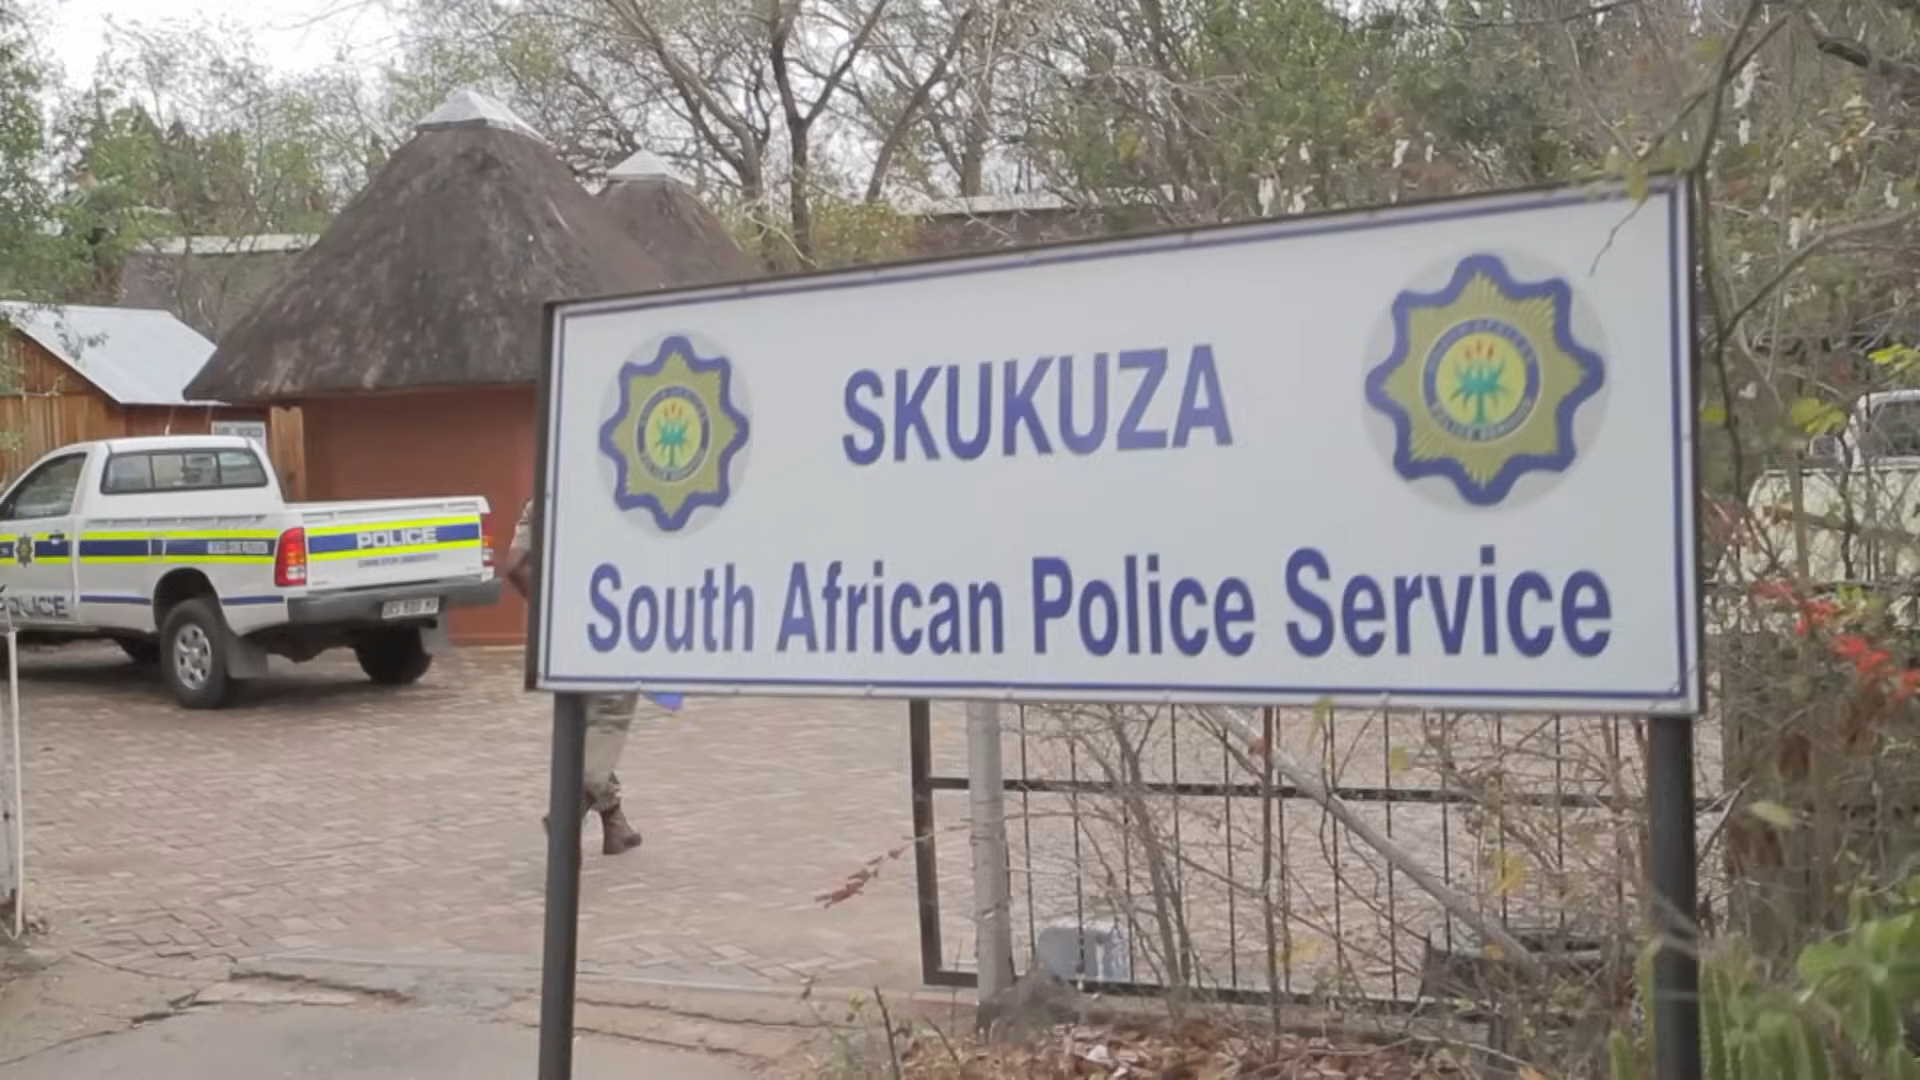 SKUKUZA
South African Police Service
POLICE
POLICE